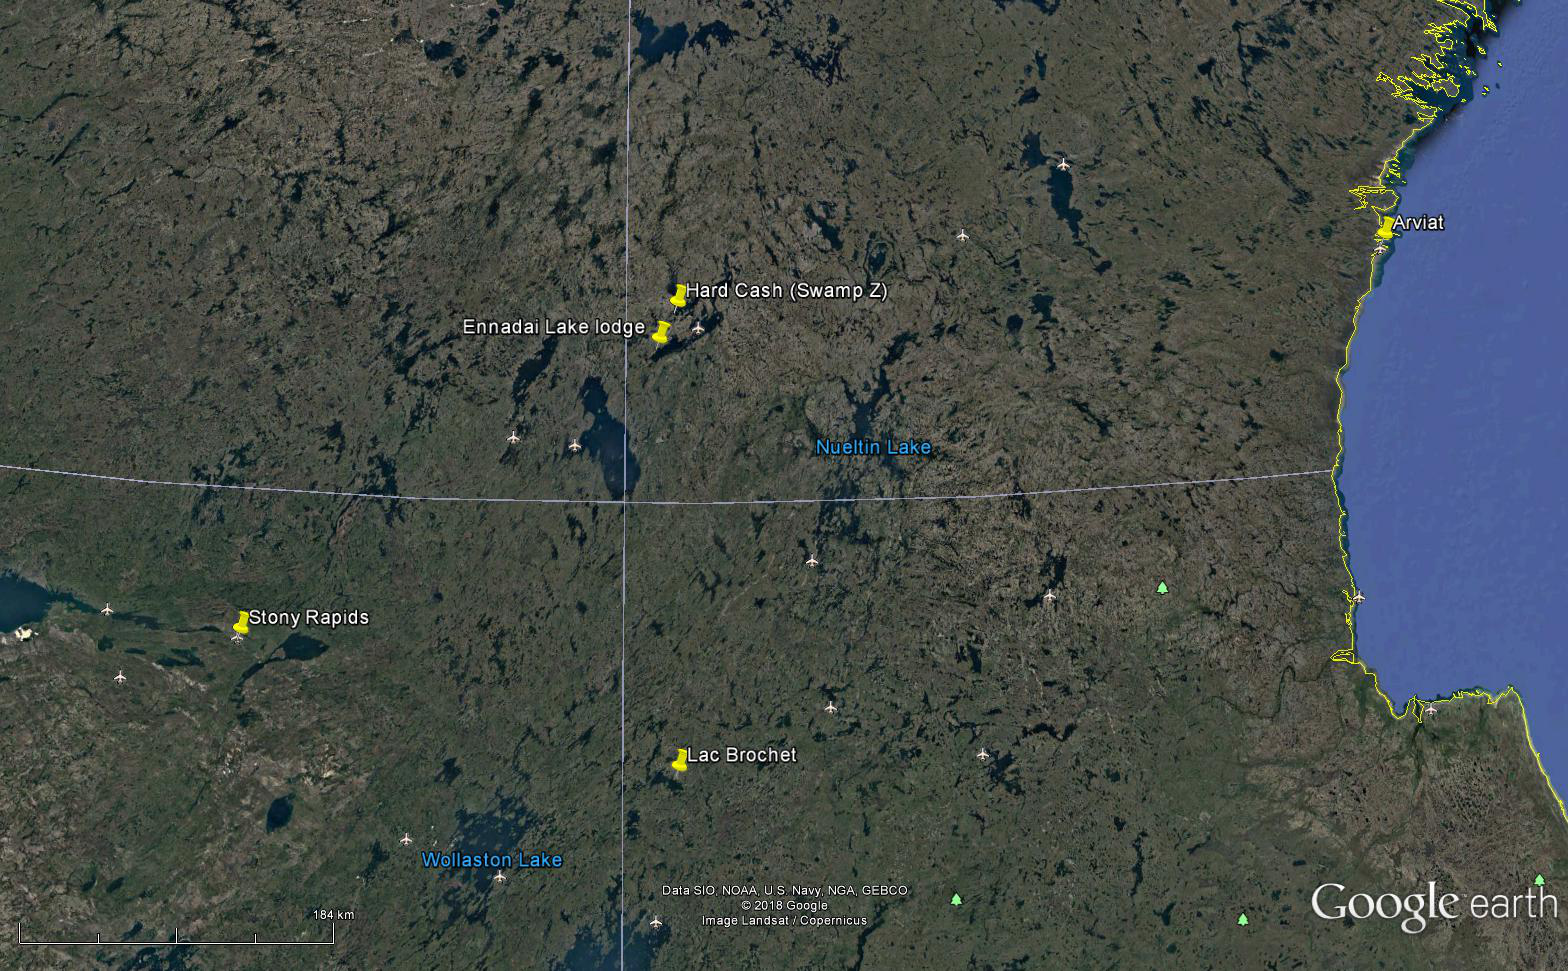 Arviat
Hard Cash (Swamp Z)
Ennadai Lake lodge
Nueltin Lake
Stony Rapids
Lac Brochet
Wollaston Lake
Data SIO, NOAA, U.S. Navy, NGA, GEBCO
© 2018 Google
Image Landsat / Copernicus
184 km
Google earth